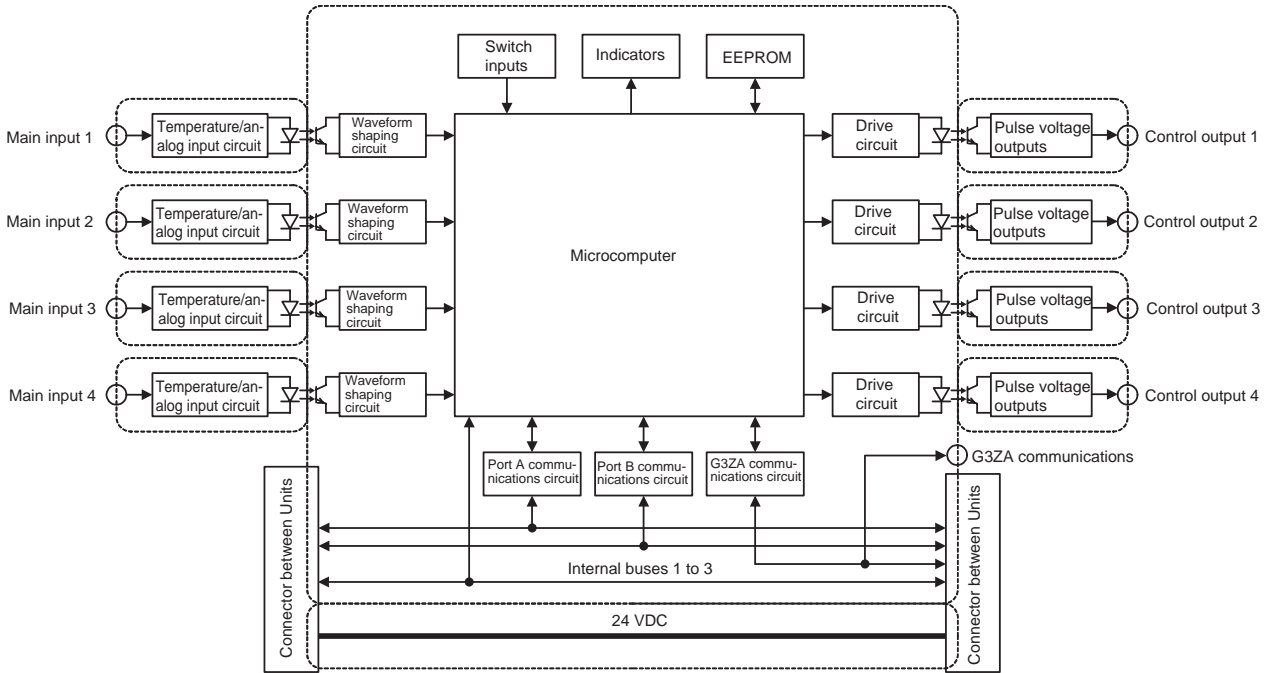 Switch
inputs
Indicators
EEPROM
Main input 1
Temperature/an-
alog input circuit
Waveform
shaping
circuit
Drive
circuit
Pulse voltage
outputs
Control output 1
Main input 2
Temperature/an-
alog input circuit
Waveform
shaping
circuit
Drive
circuit
Pulse voltage
outputs
Control output 2
Microcomputer
Main input 3
Temperature/an-
alog input circuit
Waveform
shaping
circuit
Drive
circuit
Pulse voltage
outputs
Control output 3
Main input 4
Temperature/an-
alog input circuit
Waveform
shaping
circuit
Drive
circuit
Pulse voltage
outputs
Control output 4
Port A commu-
nications circuit
Port B commu-
nications circuit
G3ZA commu-
nications circuit
G3ZA communications
Connector between Units
Internal buses 1 to 3
24 VDC
Connector between Units